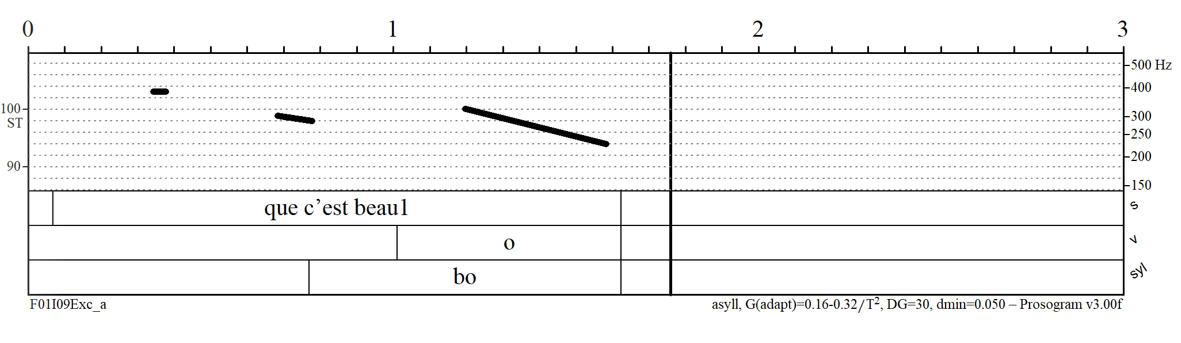 0 1 2 3
500 Hz
400
100
ST
300
250
200
90
150
que c’est beau1
s
o
v
bo
syl
F01I09Exc_a
asyll, G(adapt)=0.16-0.32/T², DG=30, dmin=0.050 – Prosogram v3.00f